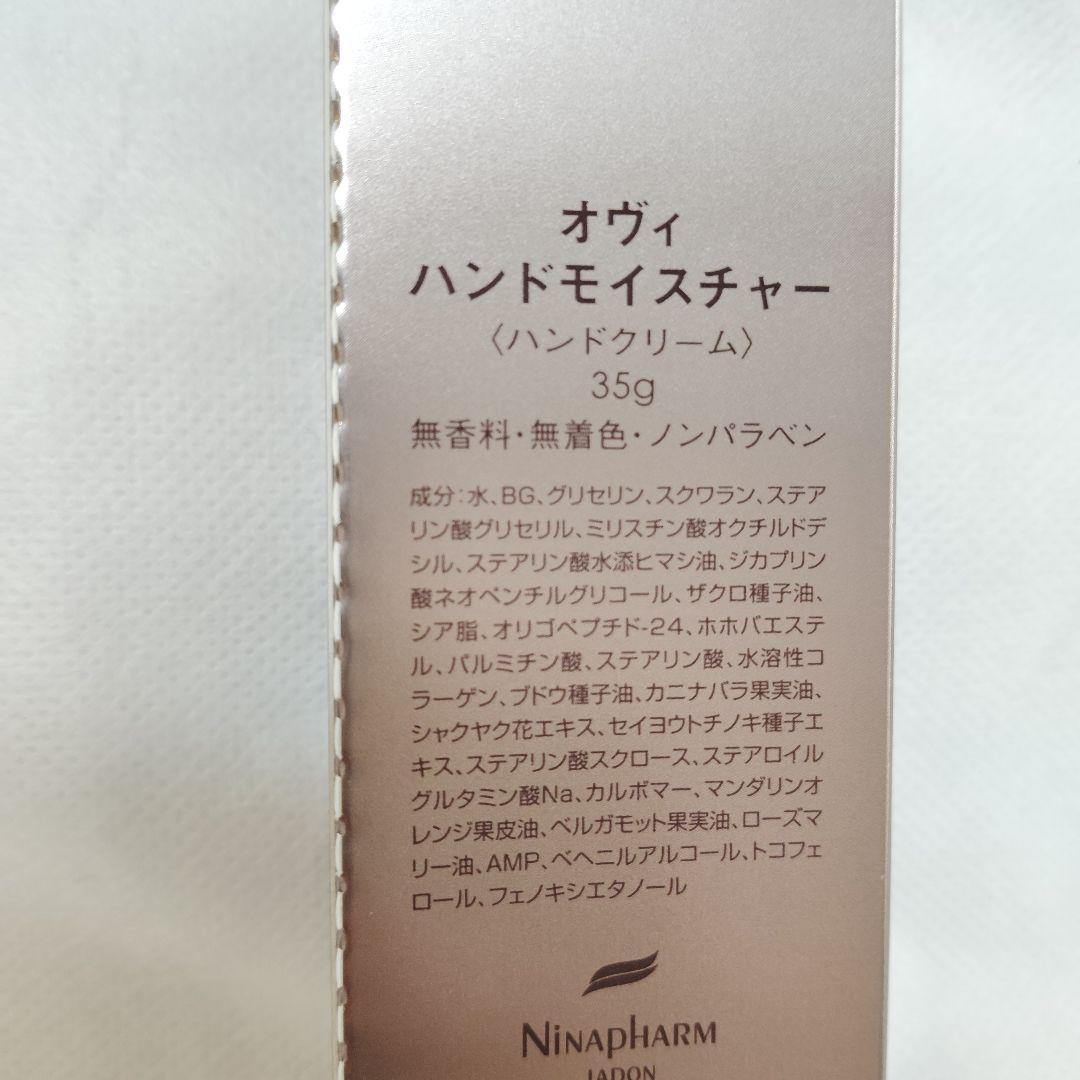 オヴィ
ハンドモイスチャー
〈ハンドクリーム〉
35g
無香料・無着色・ノンパラベン
成分:水、BG、グリセリン、スクワラン、ステア
リン酸グリセリル、ミリスチン酸オクチルドデ
シル、ステアリン酸水添ヒマシ油、ジカプリン
酸ネオペンチルグリコール、ザクロ種子油、
シア脂、オリゴペプチド-24、ホホバエステ
ル、パルミチン酸、ステアリン酸、水溶性コ
ラーゲン、ブドウ種子油、カニナバラ果実油、
シャクヤク花エキス、セイヨウトチノキ種子エ
キス、ステアリン酸スクロース、ステアロイル
グルタミン酸Na、カルボマー、マンダリンオ
レンジ果皮油、ベルガモット果実油、ローズマ
リー油、AMP、ベヘニルアルコール、トコフェ
ロール、フェノキシエタノール
NINAPHARM
JAPON